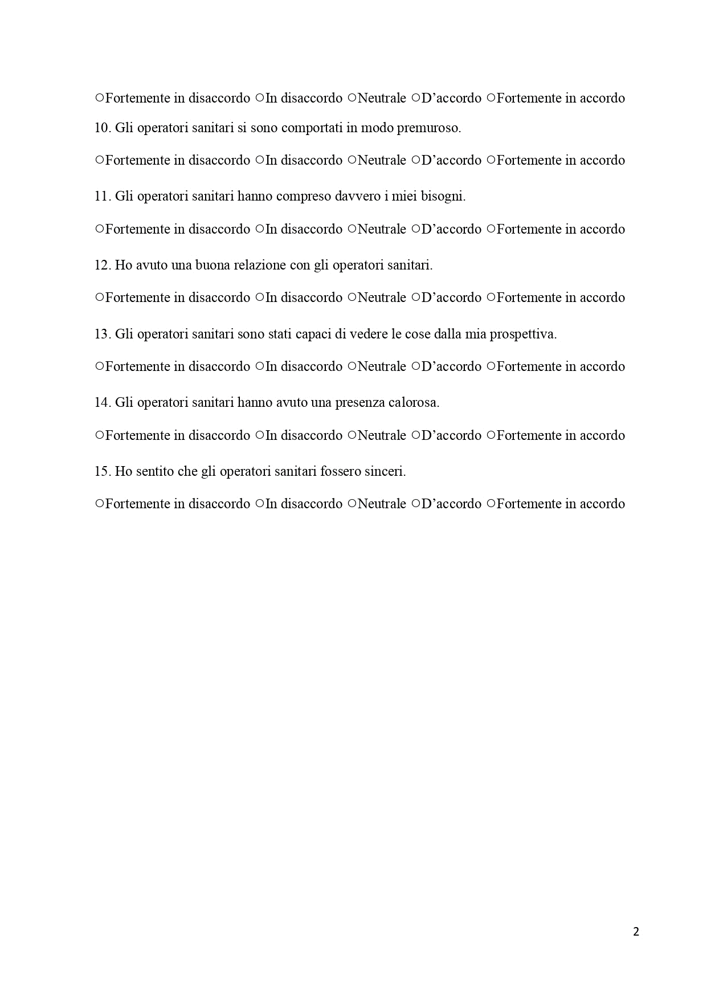 ○Fortemente in disaccordo ○In disaccordo ○Neutrale ○D’accordo ○Fortemente in accordo
10. Gli operatori sanitari si sono comportati in modo premuroso.
○Fortemente in disaccordo ○In disaccordo ○Neutrale ○D’accordo ○Fortemente in accordo
11. Gli operatori sanitari hanno compreso davvero i miei bisogni.
○Fortemente in disaccordo ○In disaccordo ○Neutrale ○D’accordo ○Fortemente in accordo
12. Ho avuto una buona relazione con gli operatori sanitari.
○Fortemente in disaccordo ○In disaccordo ○Neutrale ○D’accordo ○Fortemente in accordo
13. Gli operatori sanitari sono stati capaci di vedere le cose dalla mia prospettiva.
○Fortemente in disaccordo ○In disaccordo ○Neutrale ○D’accordo ○Fortemente in accordo
14. Gli operatori sanitari hanno avuto una presenza calorosa.
○Fortemente in disaccordo ○In disaccordo ○Neutrale ○D’accordo ○Fortemente in accordo
15. Ho sentito che gli operatori sanitari fossero sinceri.
○Fortemente in disaccordo ○In disaccordo ○Neutrale ○D’accordo ○Fortemente in accordo
2